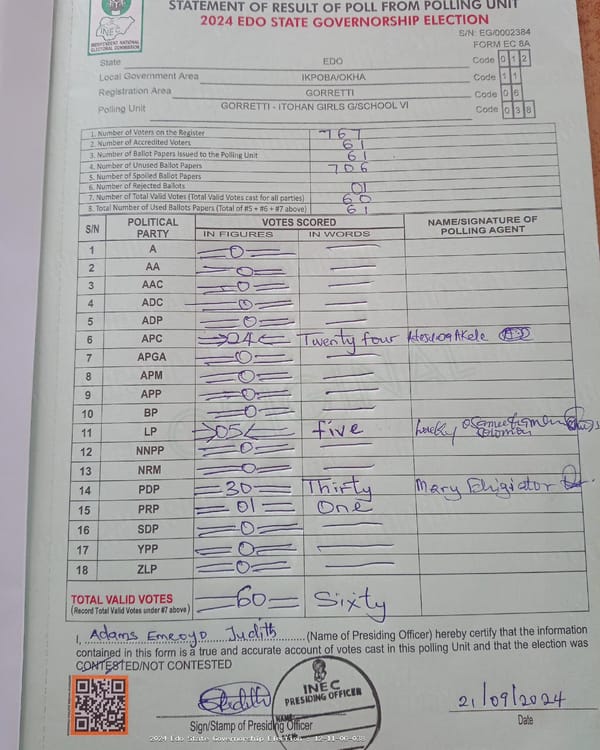 STATEMENT OF RESULT OF POLL FROM POLLING UNIT
2024 EDO STATE GOVERNORSHIP ELECTION
INEC
INDEPENDENT NATIONAL
ELECTORAL COMMISSION
S/N: EG/0002384
FORM EC 8A
State EDO Code 0 1 2
Local Government Area IKPOBA/OKHA Code 1 1
Registration Area GORRETTI Code 0 6
Polling Unit GORRETTI - ITOHAN GIRLS G/SCHOOL VI Code 0 3 8
1. Number of Voters on the Register 767
2. Number of Accredited Voters 61
3. Number of Ballot Papers Issued to the Polling Unit 61
4. Number of Unused Ballot Papers 706
5. Number of Spoiled Ballot Papers
6. Number of Rejected Ballots 01
7. Number of Total Valid Votes (Total Valid Votes cast for all parties) 60
8. Total Number of Used Ballots Papers (Total of #5 + #6 + #7 above) 61
S/N POLITICAL PARTY VOTES SCORED NAME/SIGNATURE OF POLLING AGENT
IN FIGURES IN WORDS
1 A 0
2 AA 0
3 AAC 0
4 ADC 0
5 ADP 0
6 APC 24 Twenty four
7 APGA 0
8 APM 0
9 APP 0
10 BP 0
11 LP 05 five
12 NNPP 0
13 NRM 0
14 PDP 30 Thirty Mary Ehigiator
15 PRP 01 One
16 SDP 0
17 YPP 0
18 ZLP 0
TOTAL VALID VOTES 60 Sixty
(Record Total Valid Votes under #7 above)
I, Adams Emeoyo Judith (Name of Presiding Officer) hereby certify that the information
contained in this form is a true and accurate account of votes cast in this polling Unit and that the election was
CONTESTED/NOT CONTESTED
INEC
PRESIDING OFFICER
21/09/2024
Sign/Stamp of Presiding Officer Date
2024 Edo State Governorship Election - 12-11-06-038